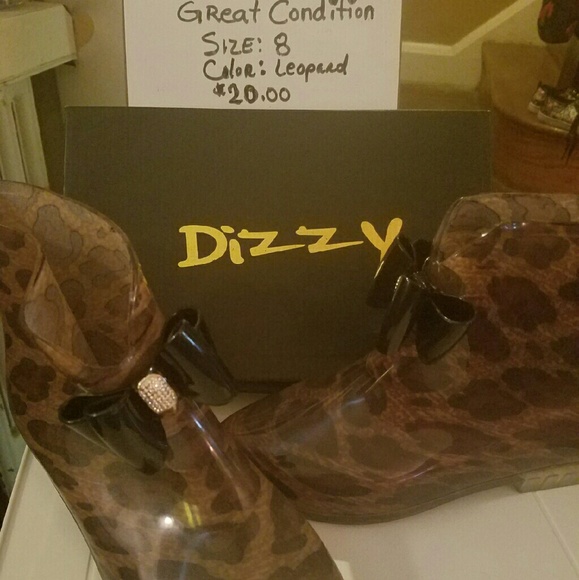 Great Condition
Size: 8
Color: Leopard
$20.00
Dizzy